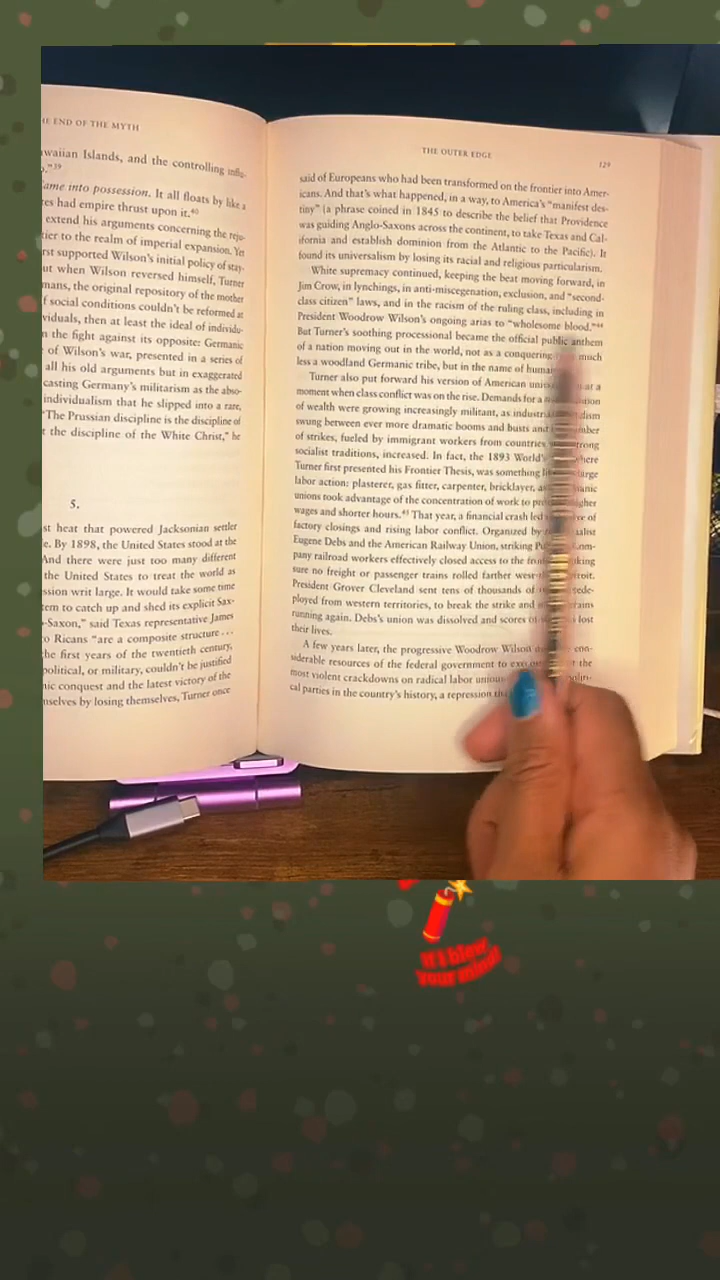 HE END OF THE MYTH
waiian Islands, and the controlling influ-
."³⁹
ame into possession. It all floats by like a
es had empire thrust upon it.⁴⁰
extend his arguments concerning the reju-
ier to the realm of imperial expansion. Yet
rst supported Wilson's initial policy of stay-
ut when Wilson reversed himself, Turner
mans, the original repository of the mother
f social conditions couldn't be reformed at
viduals, then at least the ideal of individu-
n the fight against its opposite: Germanic
of Wilson's war, presented in a series of
all his old arguments but in exaggerated
casting Germany's militarism as the abso-
individualism that he slipped into a rare,
"The Prussian discipline is the discipline of
t the discipline of the White Christ," he
5.
st heat that powered Jacksonian settler
e. By 1898, the United States stood at the
And there were just too many different
the United States to treat the world as
ssion writ large. It would take some time
tem to catch up and shed its explicit Sax-
-Saxon," said Texas representative James
o Ricans "are a composite structure . . .
he first years of the twentieth century,
political, or military, couldn't be justified
nic conquest and the latest victory of the
mselves by losing themselves, Turner once
THE OUTER EDGE 129
said of Europeans who had been transformed on the frontier into Amer-
icans. And that's what happened, in a way, to America's "manifest des-
tiny" (a phrase coined in 1845 to describe the belief that Providence
was guiding Anglo-Saxons across the continent, to take Texas and Cal-
ifornia and establish dominion from the Atlantic to the Pacific). It
found its universalism by losing its racial and religious particularism.
White supremacy continued, keeping the beat moving forward, in
Jim Crow, in lynchings, in anti-miscegenation, exclusion, and "second-
class citizen" laws, and in the racism of the ruling class, including in
President Woodrow Wilson's ongoing arias to "wholesome blood."⁴⁴
But Turner's soothing processional became the official public anthem
of a nation moving out in the world, not as a conquering much
less a woodland Germanic tribe, but in the name of
Turner also put forward his version of American at a
moment when class conflict was on the rise. Demands for a
of wealth were growing increasingly militant, as
swung between ever more dramatic booms and busts and
of strikes, fueled by immigrant workers from countries strong
socialist traditions, increased. In fact, the 1893 World's where
Turner first presented his Frontier Thesis, was something large
labor action: plasterer, gas fitter, carpenter, bricklayer,
unions took advantage of the concentration of work to higher
wages and shorter hours.⁴⁵ That year, a financial crash led of
factory closings and rising labor conflict. Organized by
Eugene Debs and the American Railway Union, striking
pany railroad workers effectively closed access to the
sure no freight or passenger trains rolled farther west
President Grover Cleveland sent tens of thousands of
ployed from western territories, to break the strike and trains
running again. Debs's union was dissolved and scores of lost
their lives.
A few years later, the progressive Woodrow Wilson con-
siderable resources of the federal government to the
most violent crackdowns on radical labor unions
cal parties in the country's history, a repression
If I blew
your mind!